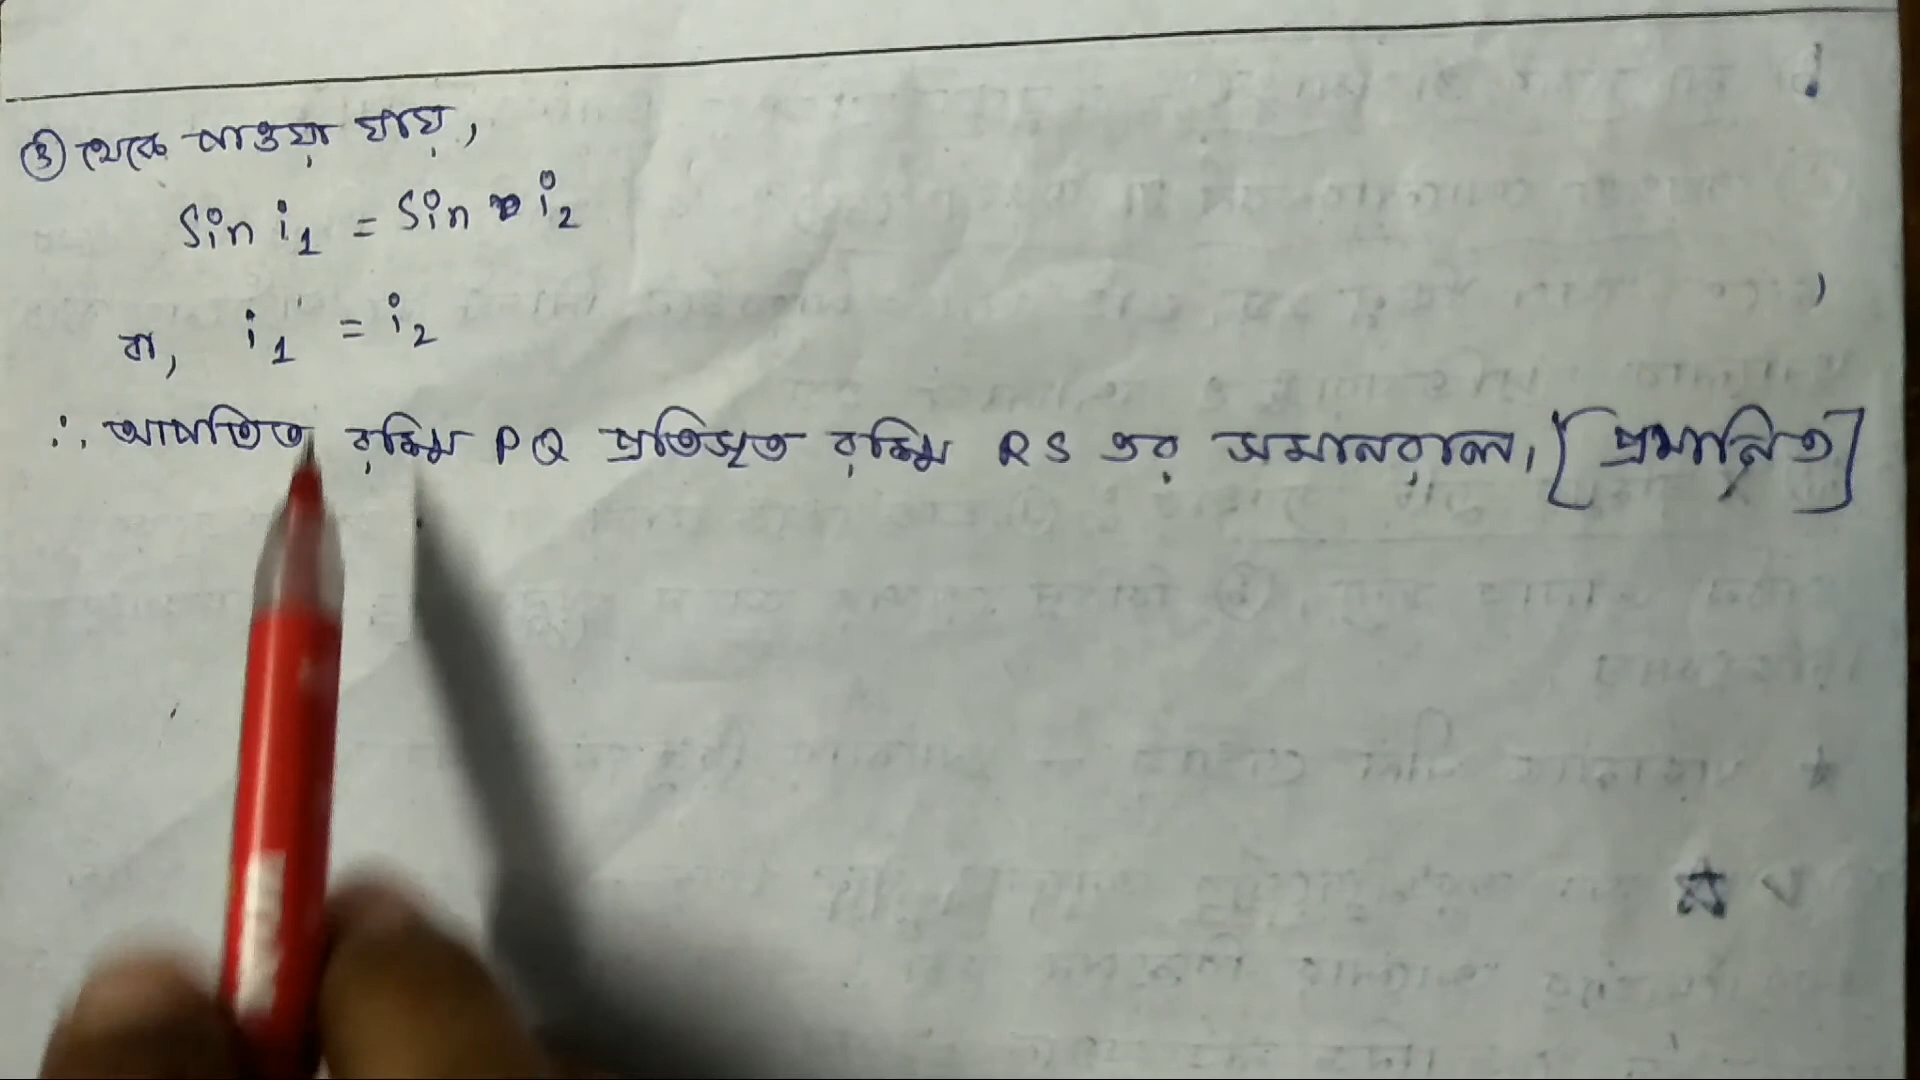 ③ থেকে পাওয়া যায়,
Sin i₁ = Sin i₂
বা, i₁ = i₂
∴ আপতিত রশ্মি PQ প্রতিসৃত রশ্মি RS এর সমান্তরাল। [প্রমাণিত]